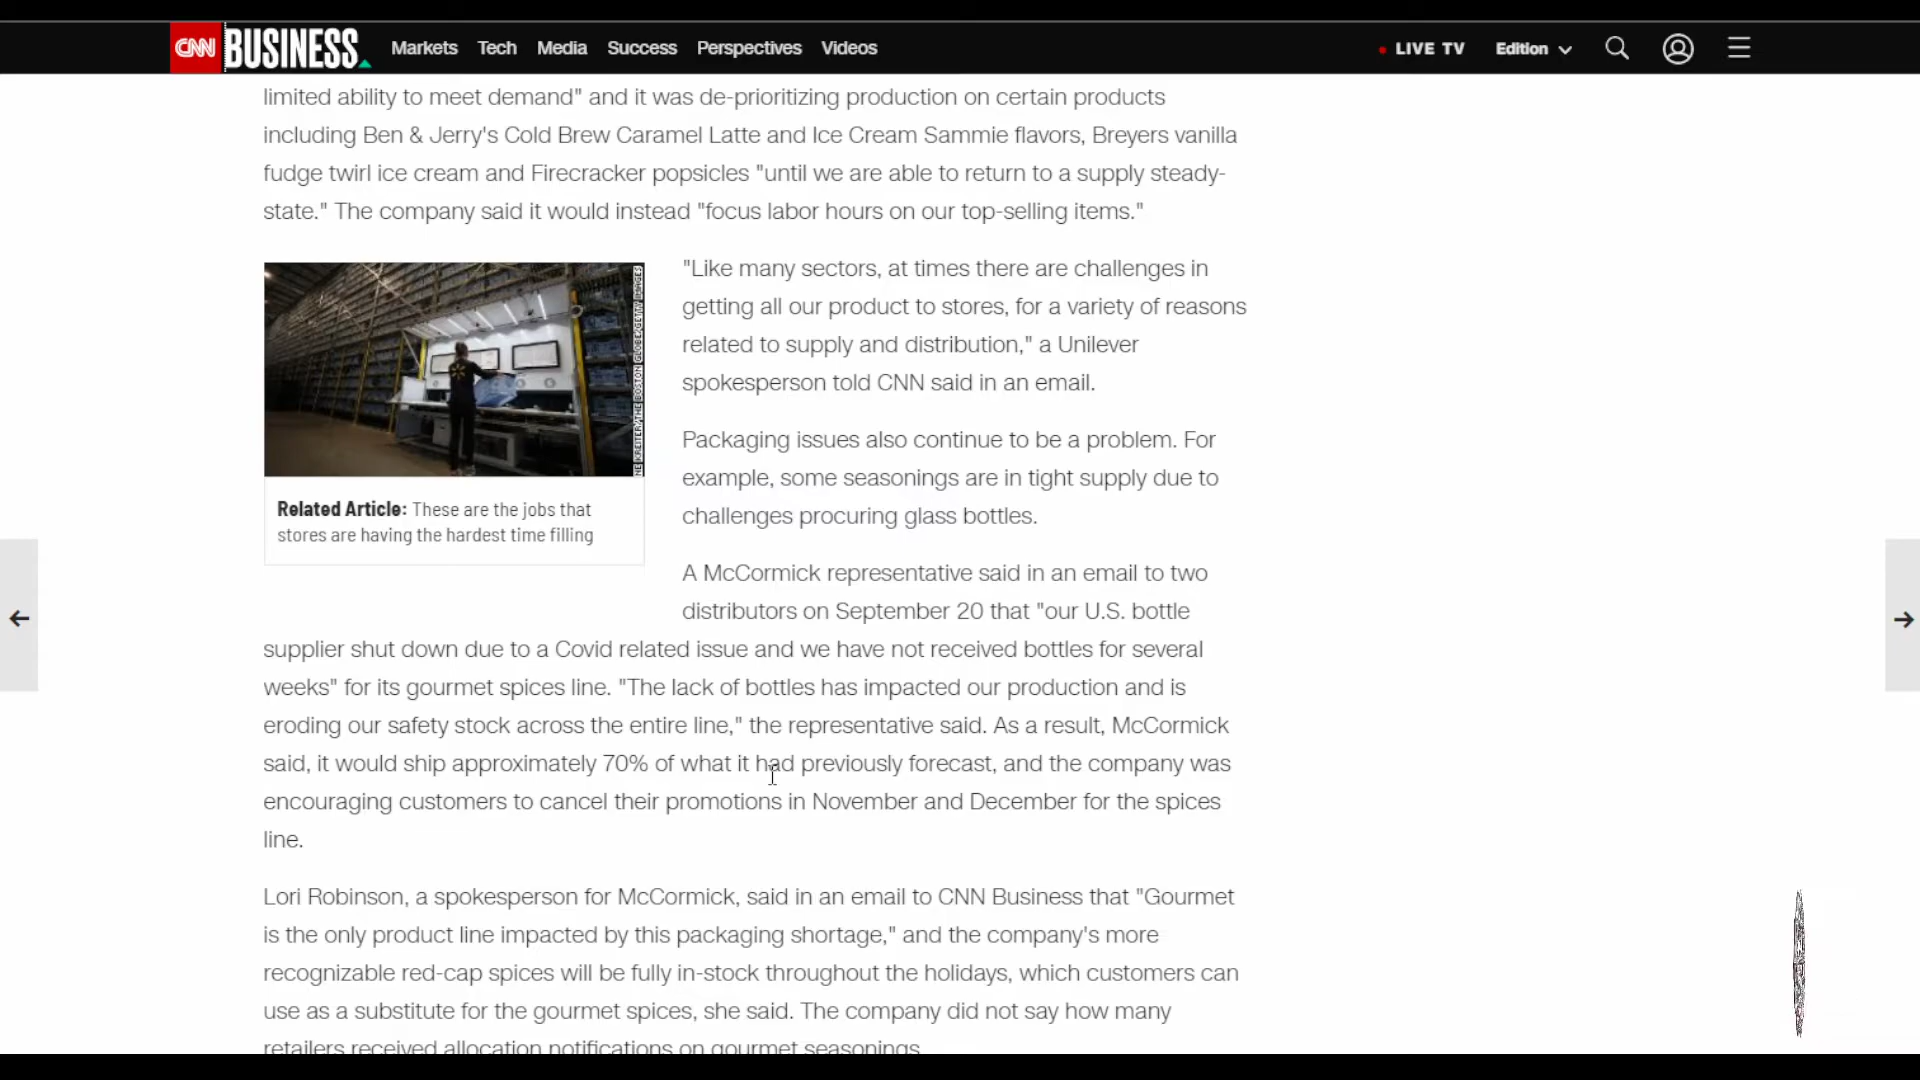 CNN BUSINESS Markets Tech Media Success Perspectives Videos LIVE TV Edition
limited ability to meet demand" and it was de-prioritizing production on certain products
including Ben & Jerry's Cold Brew Caramel Latte and Ice Cream Sammie flavors, Breyers vanilla
fudge twirl ice cream and Firecracker popsicles "until we are able to return to a supply steady-
state." The company said it would instead "focus labor hours on our top-selling items."
"Like many sectors, at times there are challenges in
getting all our product to stores, for a variety of reasons
related to supply and distribution," a Unilever
spokesperson told CNN said in an email.
Related Article: These are the jobs that
stores are having the hardest time filling
Packaging issues also continue to be a problem. For
example, some seasonings are in tight supply due to
challenges procuring glass bottles.
A McCormick representative said in an email to two
distributors on September 20 that "our U.S. bottle
supplier shut down due to a Covid related issue and we have not received bottles for several
weeks" for its gourmet spices line. "The lack of bottles has impacted our production and is
eroding our safety stock across the entire line," the representative said. As a result, McCormick
said, it would ship approximately 70% of what it had previously forecast, and the company was
encouraging customers to cancel their promotions in November and December for the spices
line.
Lori Robinson, a spokesperson for McCormick, said in an email to CNN Business that "Gourmet
is the only product line impacted by this packaging shortage," and the company's more
recognizable red-cap spices will be fully in-stock throughout the holidays, which customers can
use as a substitute for the gourmet spices, she said. The company did not say how many
retailers received allocation notifications on gourmet seasonings.